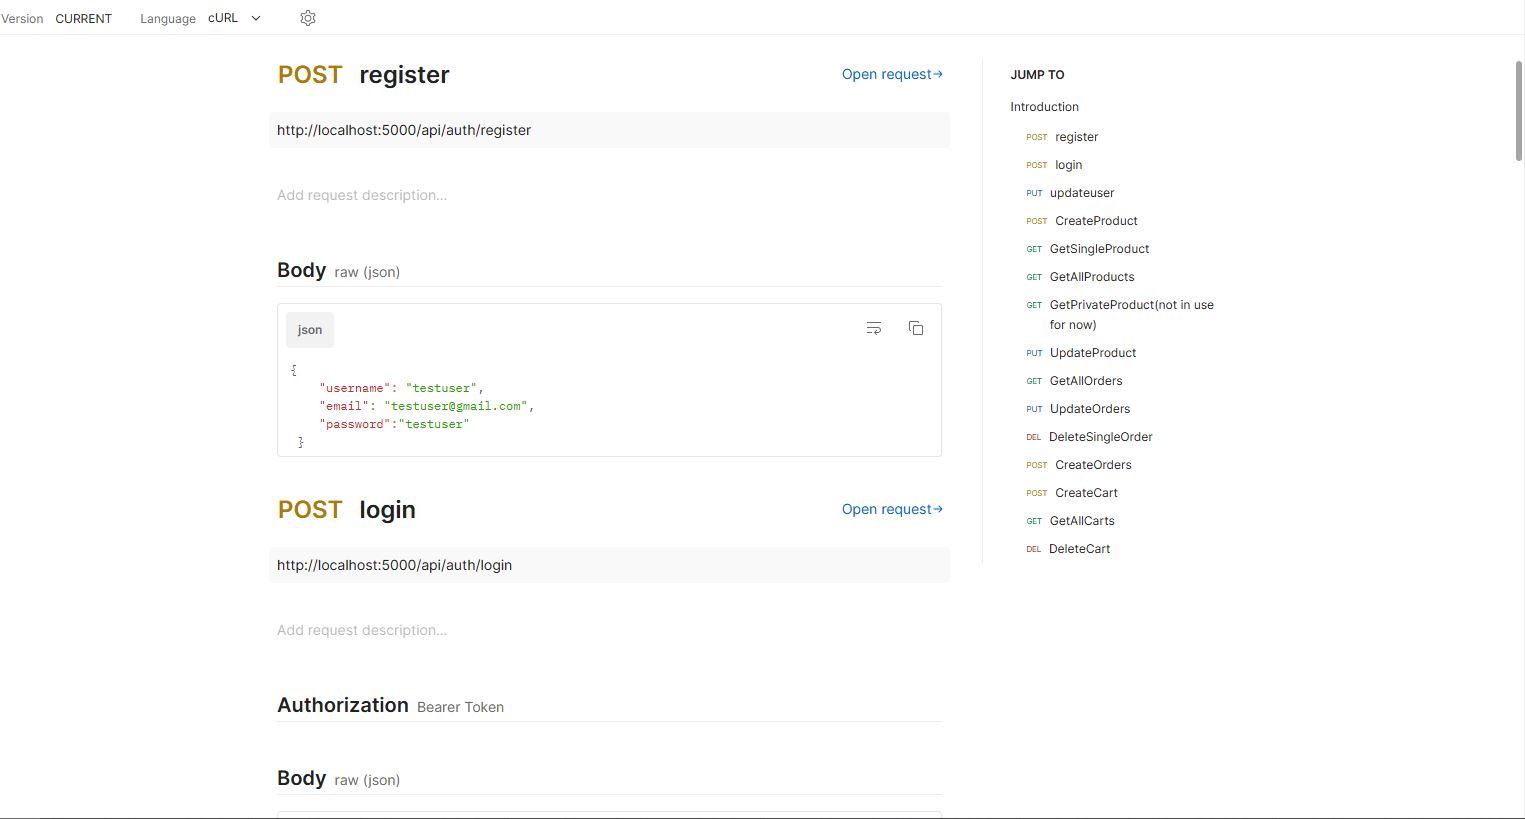 Version CURRENT Language cURL
POST register
Open request→
http://localhost:5000/api/auth/register
Add request description...
Body raw (json)
json
{
"username": "testuser",
"email": "testuser@gmail.com",
"password":"testuser"
}
POST login
Open request→
http://localhost:5000/api/auth/login
Add request description...
Authorization Bearer Token
Body raw (json)
JUMP TO
Introduction
POST register
POST login
PUT updateuser
POST CreateProduct
GET GetSingleProduct
GET GetAllProducts
GET GetPrivateProduct(not in use
for now)
PUT UpdateProduct
GET GetAllOrders
PUT UpdateOrders
DEL DeleteSingleOrder
POST CreateOrders
POST CreateCart
GET GetAllCarts
DEL DeleteCart